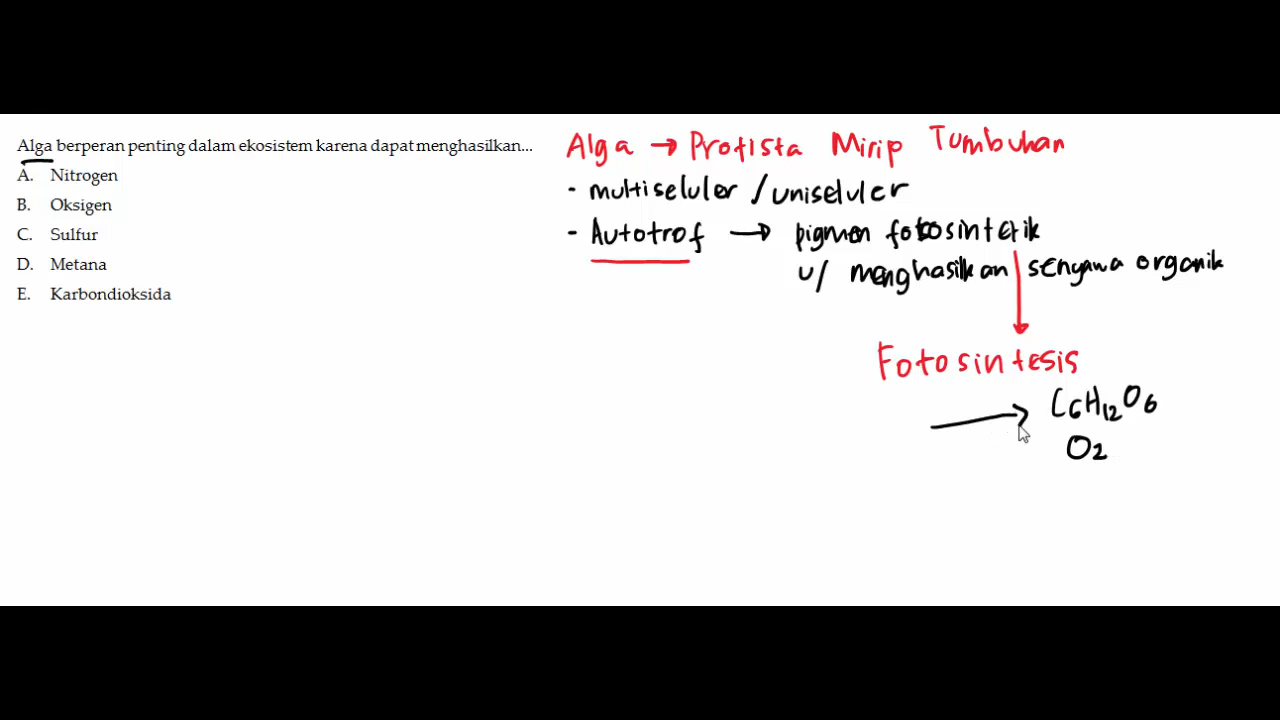 Alga berperan penting dalam ekosistem karena dapat menghasilkan...
A. Nitrogen
B. Oksigen
C. Sulfur
D. Metana
E. Karbondioksida
Alga → Protista Mirip Tumbuhan
- multiseluler / uniseluler
- Autotrof → pigmen fotosintetik
u/ menghasilkan senyawa organik
Fotosintesis
→ C6H12O6
O2